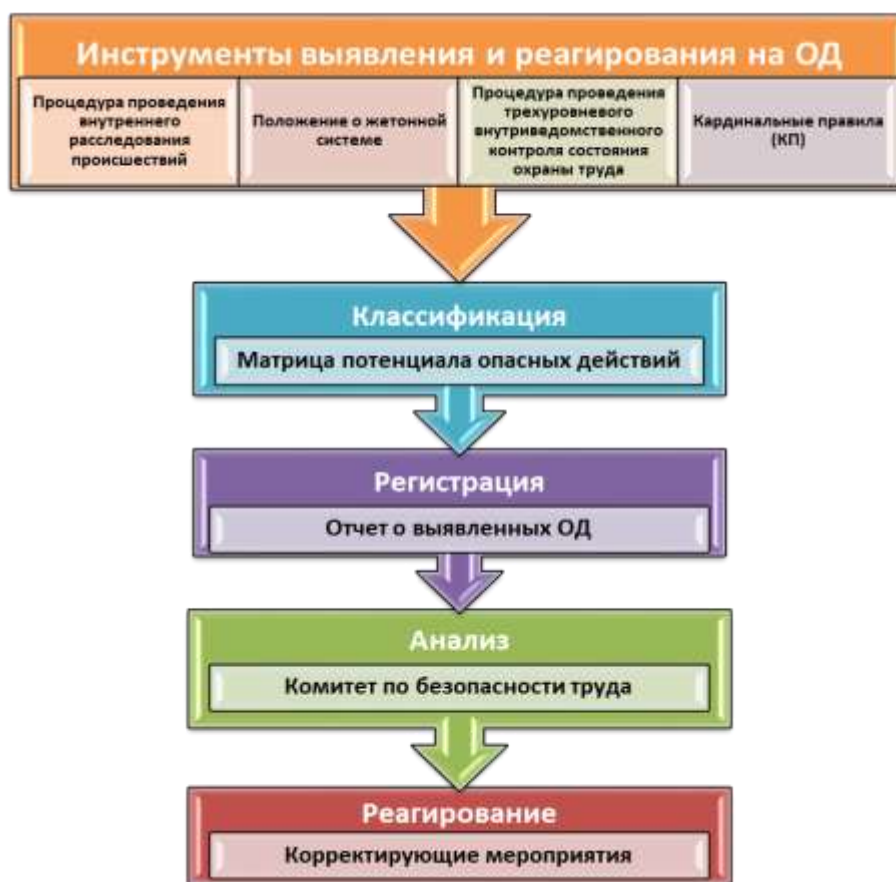 Инструменты выявления и реагирования на ОД
Процедура проведения
внутреннего
расследования
происшествий
Положение о жетонной
системе
Процедура проведения
трехуровневого
внутриведомственного
контроля состояния
охраны труда
Кардинальные правила
(КП)
Классификация
Матрица потенциала опасных действий
Регистрация
Отчет о выявленных ОД
Анализ
Комитет по безопасности труда
Реагирование
Корректирующие мероприятия